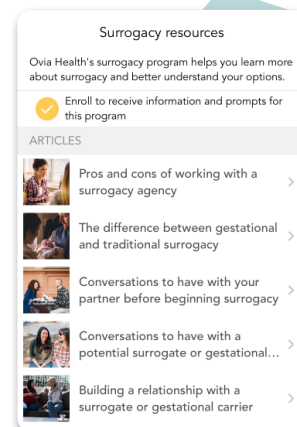 Surrogacy resources
Ovia Health's surrogacy program helps you learn more
about surrogacy and better understand your options.
Enroll to receive information and prompts for
this program
ARTICLES
Pros and cons of working with a
surrogacy agency
The difference between gestational
and traditional surrogacy
Conversations to have with your
partner before beginning surrogacy
Conversations to have with a
potential surrogate or gestational...
Building a relationship with a
surrogate or gestational carrier